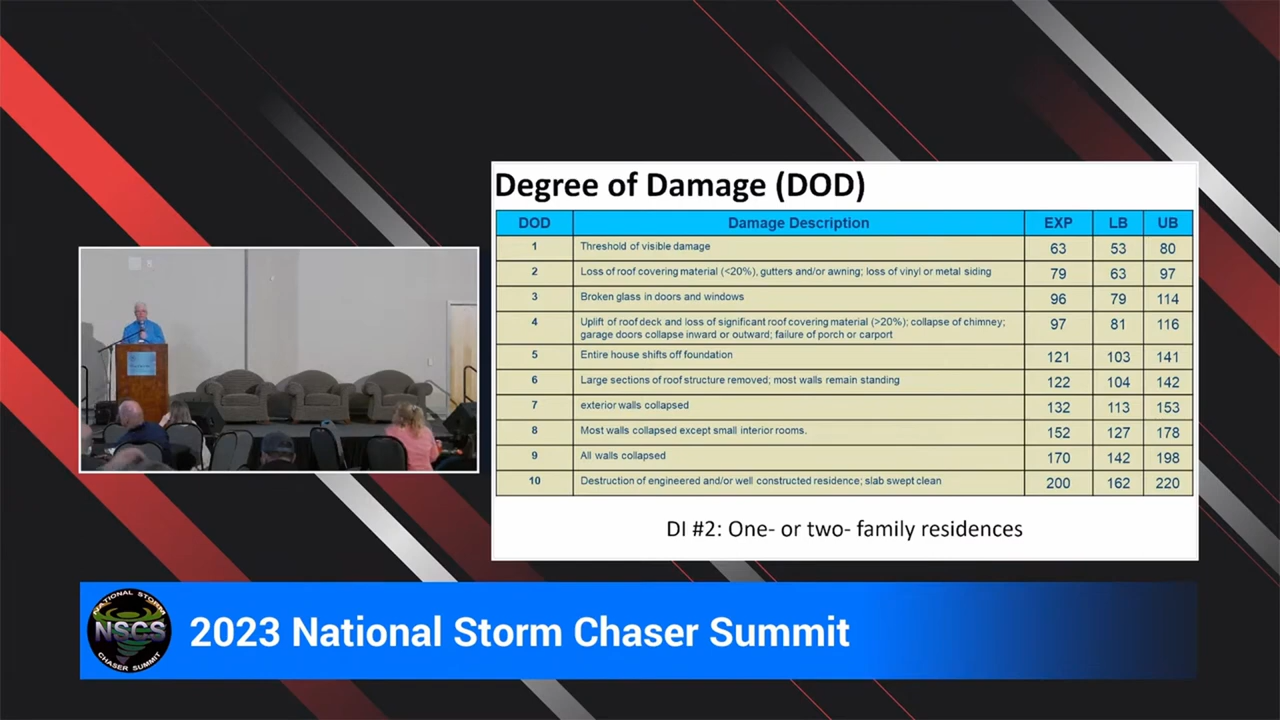 Degree of Damage (DOD)
DOD Damage Description EXP LB UB
1 Threshold of visible damage 63 53 80
2 Loss of roof covering material (<20%), gutters and/or awning; loss of vinyl or metal siding 79 63 97
3 Broken glass in doors and windows 96 79 114
4 Uplift of roof deck and loss of significant roof covering material (>20%); collapse of chimney; 97 81 116
garage doors collapse inward or outward; failure of porch or carport
5 Entire house shifts off foundation 121 103 141
6 Large sections of roof structure removed; most walls remain standing 122 104 142
7 exterior walls collapsed 132 113 153
8 Most walls collapsed except small interior rooms. 152 127 178
9 All walls collapsed 170 142 198
10 Destruction of engineered and/or well constructed residence; slab swept clean 200 162 220
DI #2: One- or two- family residences
NATIONAL STORM
NSCS
CHASER SUMMIT
2023 National Storm Chaser Summit